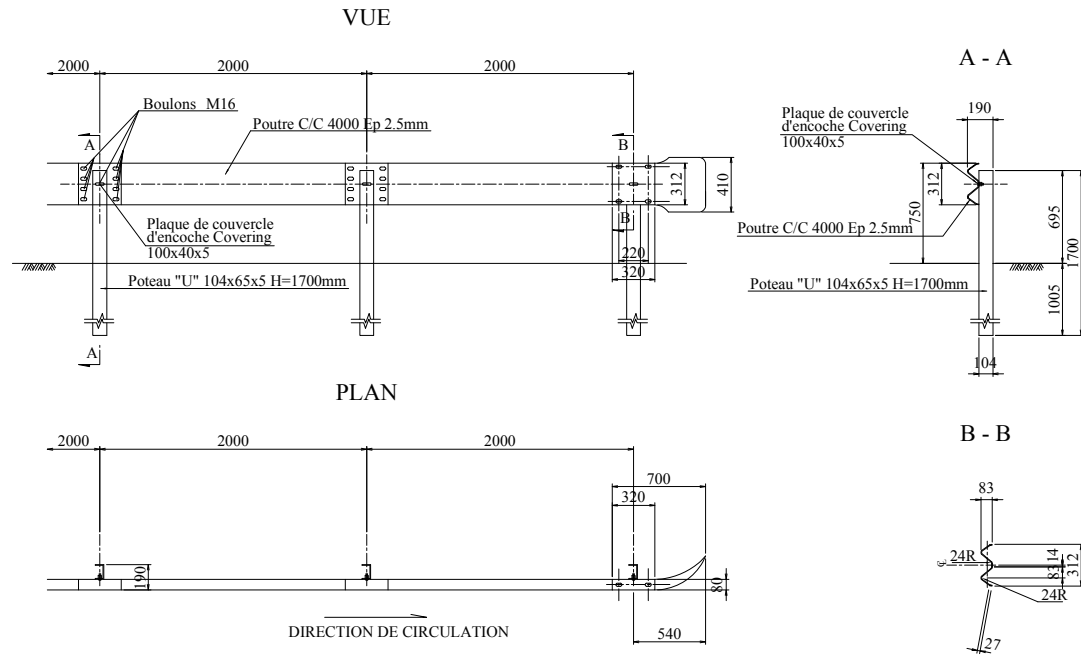 VUE
2000
2000
2000
Boulons M16
Poutre C/C 4000 Ep 2.5mm
A
B
312
410
B
Plaque de couvercle
d'encoche Covering
100x40x5
220
320
Poteau "U" 104x65x5 H=1700mm
A
A - A
190
Plaque de couvercle
d'encoche Covering
100x40x5
312
750
695
1700
Poutre C/C 4000 Ep 2.5mm
Poteau "U" 104x65x5 H=1700mm
1005
104
PLAN
2000
2000
2000
700
320
190
80
DIRECTION DE CIRCULATION
540
B - B
83
24R
14
83
312
24R
27